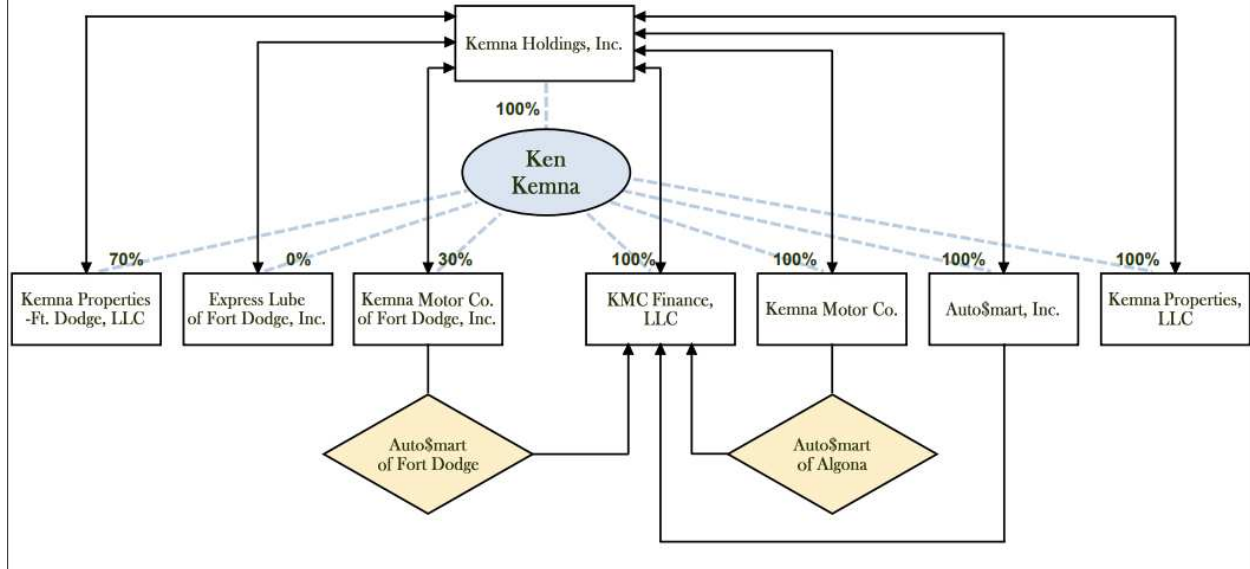 Kemna Holdings, Inc.
100%
Ken
Kemna
70%
0%
30%
100%
100%
100%
100%
Kemna Properties
-Ft. Dodge, LLC
Express Lube
of Fort Dodge, Inc.
Kemna Motor Co.
of Fort Dodge, Inc.
KMC Finance,
LLC
Kemna Motor Co.
Auto$mart, Inc.
Kemna Properties,
LLC
Auto$mart
of Fort Dodge
Auto$mart
of Algona